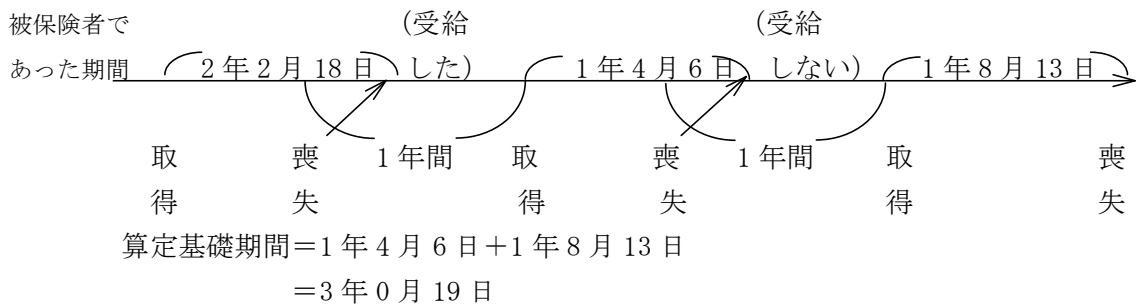 被保険者で (受給 (受給
あった期間 2年2月18日 した) 1年4月6日 しない) 1年8月13日
取 喪 1年間 取 喪 1年間 取 喪
得 失 得 失 得 失
算定基礎期間=1年4月6日+1年8月13日
=3年0月19日